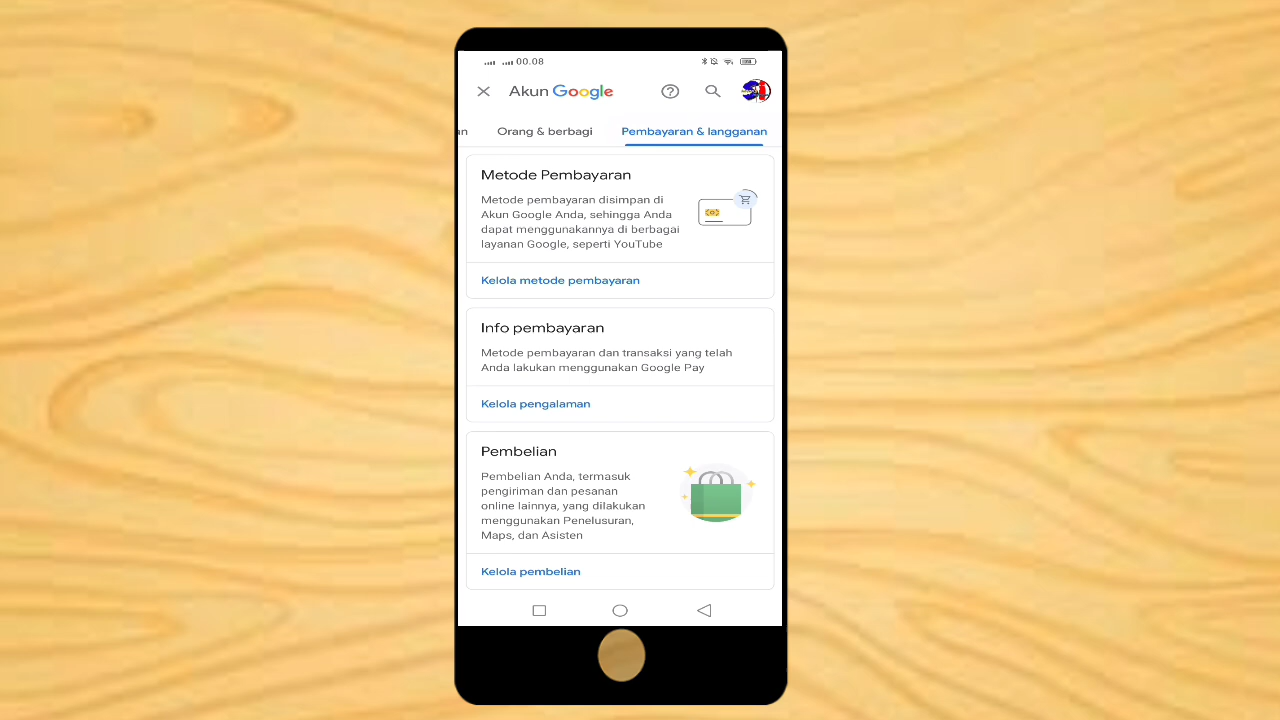 00.08
Akun Google
an Orang & berbagi Pembayaran & langganan
Metode Pembayaran
Metode pembayaran disimpan di
Akun Google Anda, sehingga Anda
dapat menggunakannya di berbagai
layanan Google, seperti YouTube
Kelola metode pembayaran
Info pembayaran
Metode pembayaran dan transaksi yang telah
Anda lakukan menggunakan Google Pay
Kelola pengalaman
Pembelian
Pembelian Anda, termasuk
pengiriman dan pesanan
online lainnya, yang dilakukan
menggunakan Penelusuran,
Maps, dan Asisten
Kelola pembelian